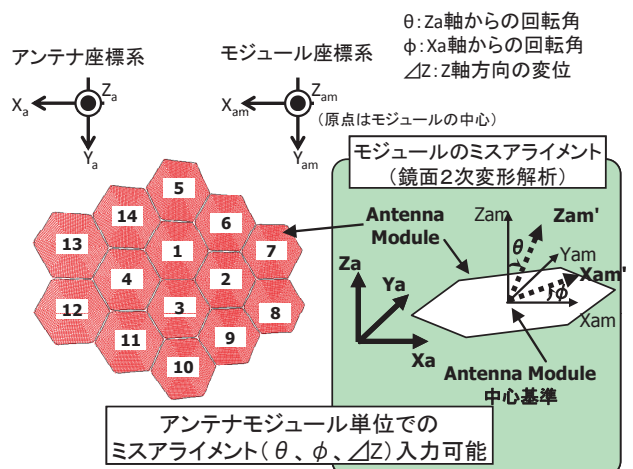 θ:Za軸からの回転角
φ:Xa軸からの回転角
⊿Z:Z軸方向の変位
アンテナ座標系
Za
Xa
Ya
モジュール座標系
Zam
Xam
(原点はモジュールの中心)
Yam
モジュールのミスアライメント
(鏡面2次変形解析)
5
14
6
13
1
7
4
2
12
3
8
11
9
10
Antenna
Module
Zam
Zam'
θ
Yam
Xam'
φ
Xam
Za
Ya
Xa
Antenna Module
中心基準
アンテナモジュール単位での
ミスアライメント(θ、φ、⊿Z)入力可能